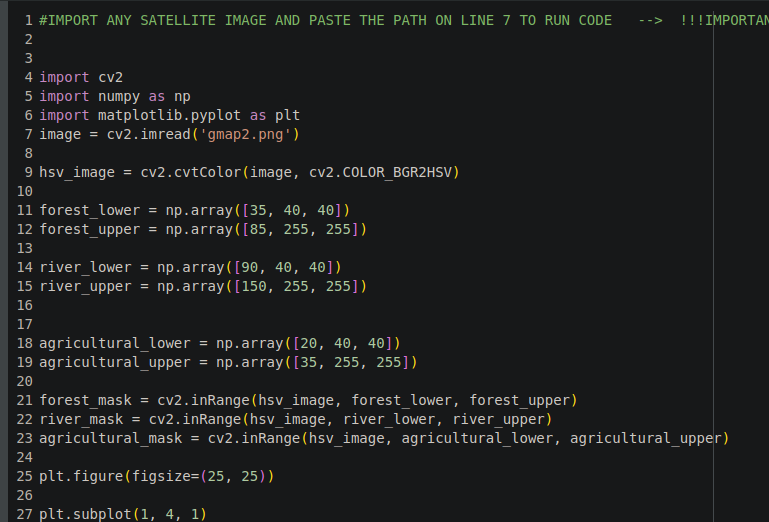 1 #IMPORT ANY SATELLITE IMAGE AND PASTE THE PATH ON LINE 7 TO RUN CODE   -->  !!!IMPORTAN
2
3
4 import cv2
5 import numpy as np
6 import matplotlib.pyplot as plt
7 image = cv2.imread('gmap2.png')
8
9 hsv_image = cv2.cvtColor(image, cv2.COLOR_BGR2HSV)
10
11 forest_lower = np.array([35, 40, 40])
12 forest_upper = np.array([85, 255, 255])
13
14 river_lower = np.array([90, 40, 40])
15 river_upper = np.array([150, 255, 255])
16
17
18 agricultural_lower = np.array([20, 40, 40])
19 agricultural_upper = np.array([35, 255, 255])
20
21 forest_mask = cv2.inRange(hsv_image, forest_lower, forest_upper)
22 river_mask = cv2.inRange(hsv_image, river_lower, river_upper)
23 agricultural_mask = cv2.inRange(hsv_image, agricultural_lower, agricultural_upper)
24
25 plt.figure(figsize=(25, 25))
26
27 plt.subplot(1, 4, 1)